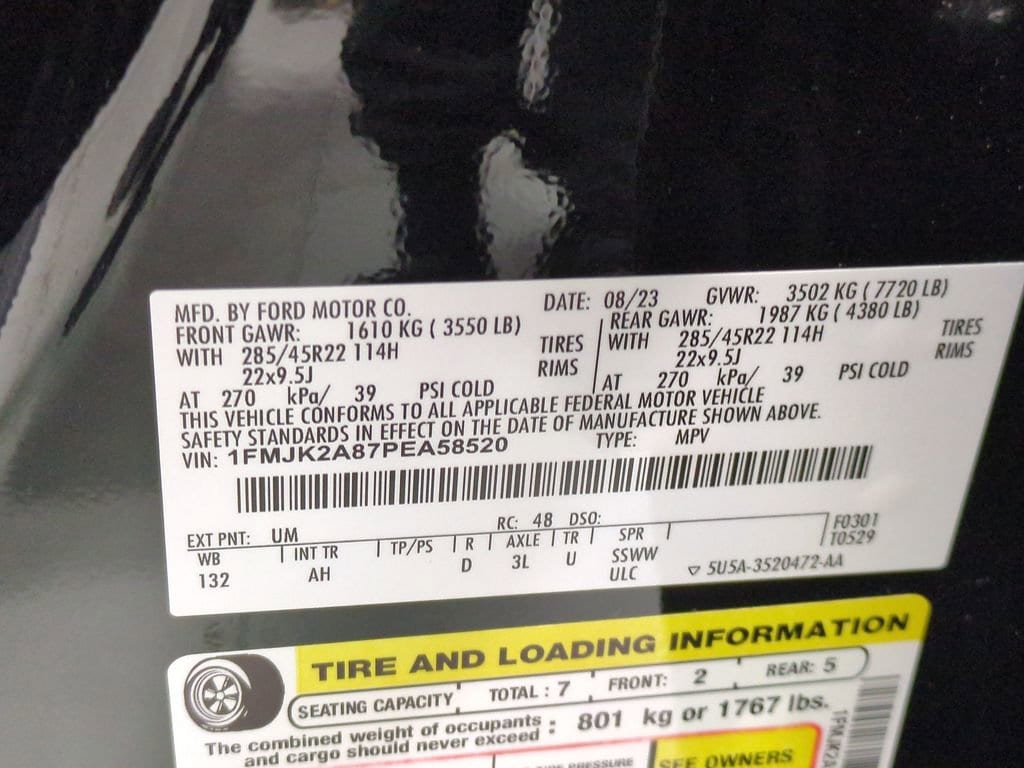 MFD. BY FORD MOTOR CO. DATE: 08/23 GVWR: 3502 KG ( 7720 LB)
FRONT GAWR: 1610 KG ( 3550 LB) REAR GAWR: 1987 KG ( 4380 LB)
WITH 285/45R22 114H TIRES WITH 285/45R22 114H TIRES
22x9.5J RIMS 22x9.5J RIMS
AT 270 kPa/ 39 PSI COLD AT 270 kPa/ 39 PSI COLD
THIS VEHICLE CONFORMS TO ALL APPLICABLE FEDERAL MOTOR VEHICLE
SAFETY STANDARDS IN EFFECT ON THE DATE OF MANUFACTURE SHOWN ABOVE.
VIN: 1FMJK2A87PEA58520 TYPE: MPV
EXT PNT: UM RC: 48 DSO: F0301
WB INT TR TP/PS R AXLE TR SPR T0529
132 AH D 3L U SSWW
ULC ▽ 5U5A-3520472-AA
TIRE AND LOADING INFORMATION
SEATING CAPACITY TOTAL : 7 FRONT: 2 REAR: 5
The combined weight of occupants
and cargo should never exceed : 801 kg or 1767 lbs.
PRESSURE SEE OWNERS
1FMJK2A